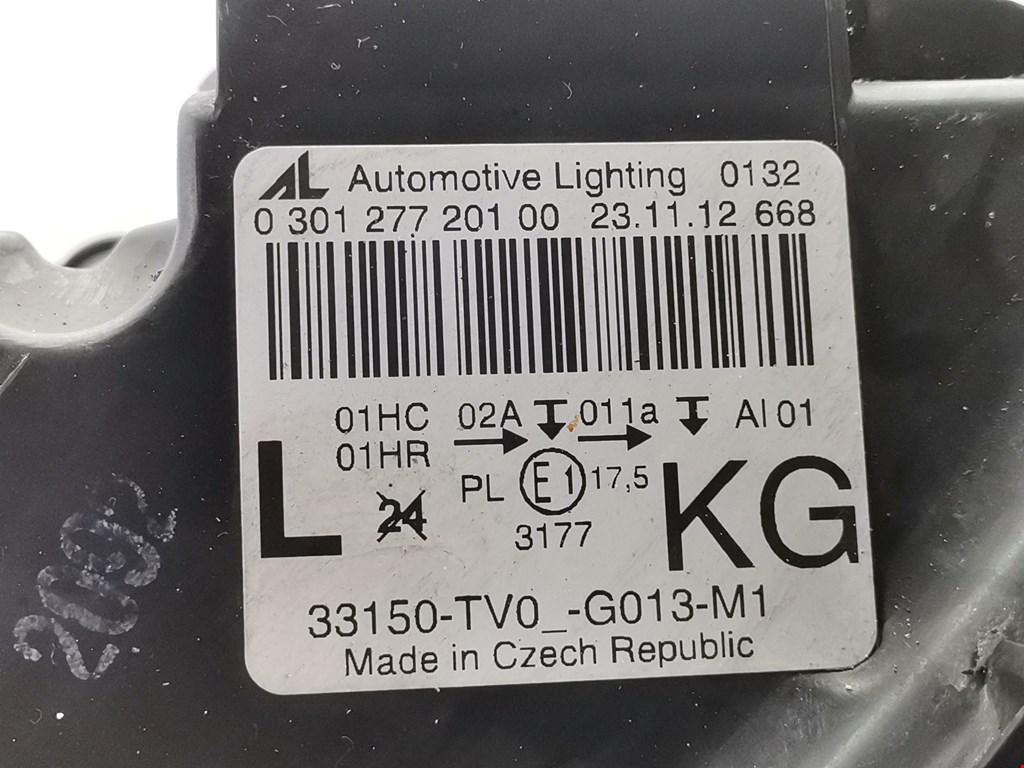 AL Automotive Lighting 0132
0 301 277 201 00 23.11.12 668
01HC 02A 011a AI 01
01HR
L PL E1 17,5 KG
24
3177
33150-TV0_-G013-M1
Made in Czech Republic